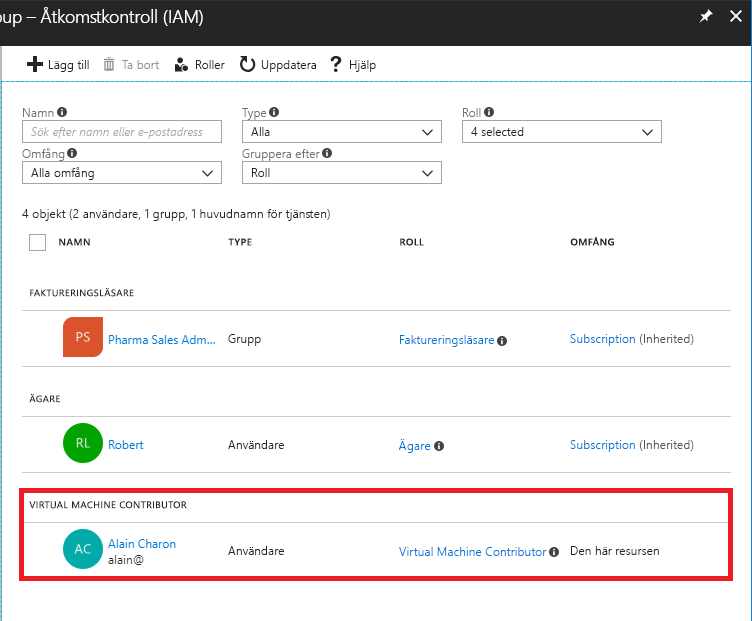 oup – Åtkomstkontroll (IAM)
Lägg till Ta bort Roller Uppdatera Hjälp
Namn Type Roll
Sök efter namn eller e-postadress Alla 4 selected
Omfång Gruppera efter
Alla omfång Roll
4 objekt (2 användare, 1 grupp, 1 huvudnamn för tjänsten)
NAMN TYPE ROLL OMFÅNG
FAKTURERINGSLÄSARE
PS Pharma Sales Adm... Grupp Faktureringsläsare Subscription (Inherited)
ÄGARE
RL Robert Användare Ägare Subscription (Inherited)
VIRTUAL MACHINE CONTRIBUTOR
AC Alain Charon Användare Virtual Machine Contributor Den här resursen
alain@